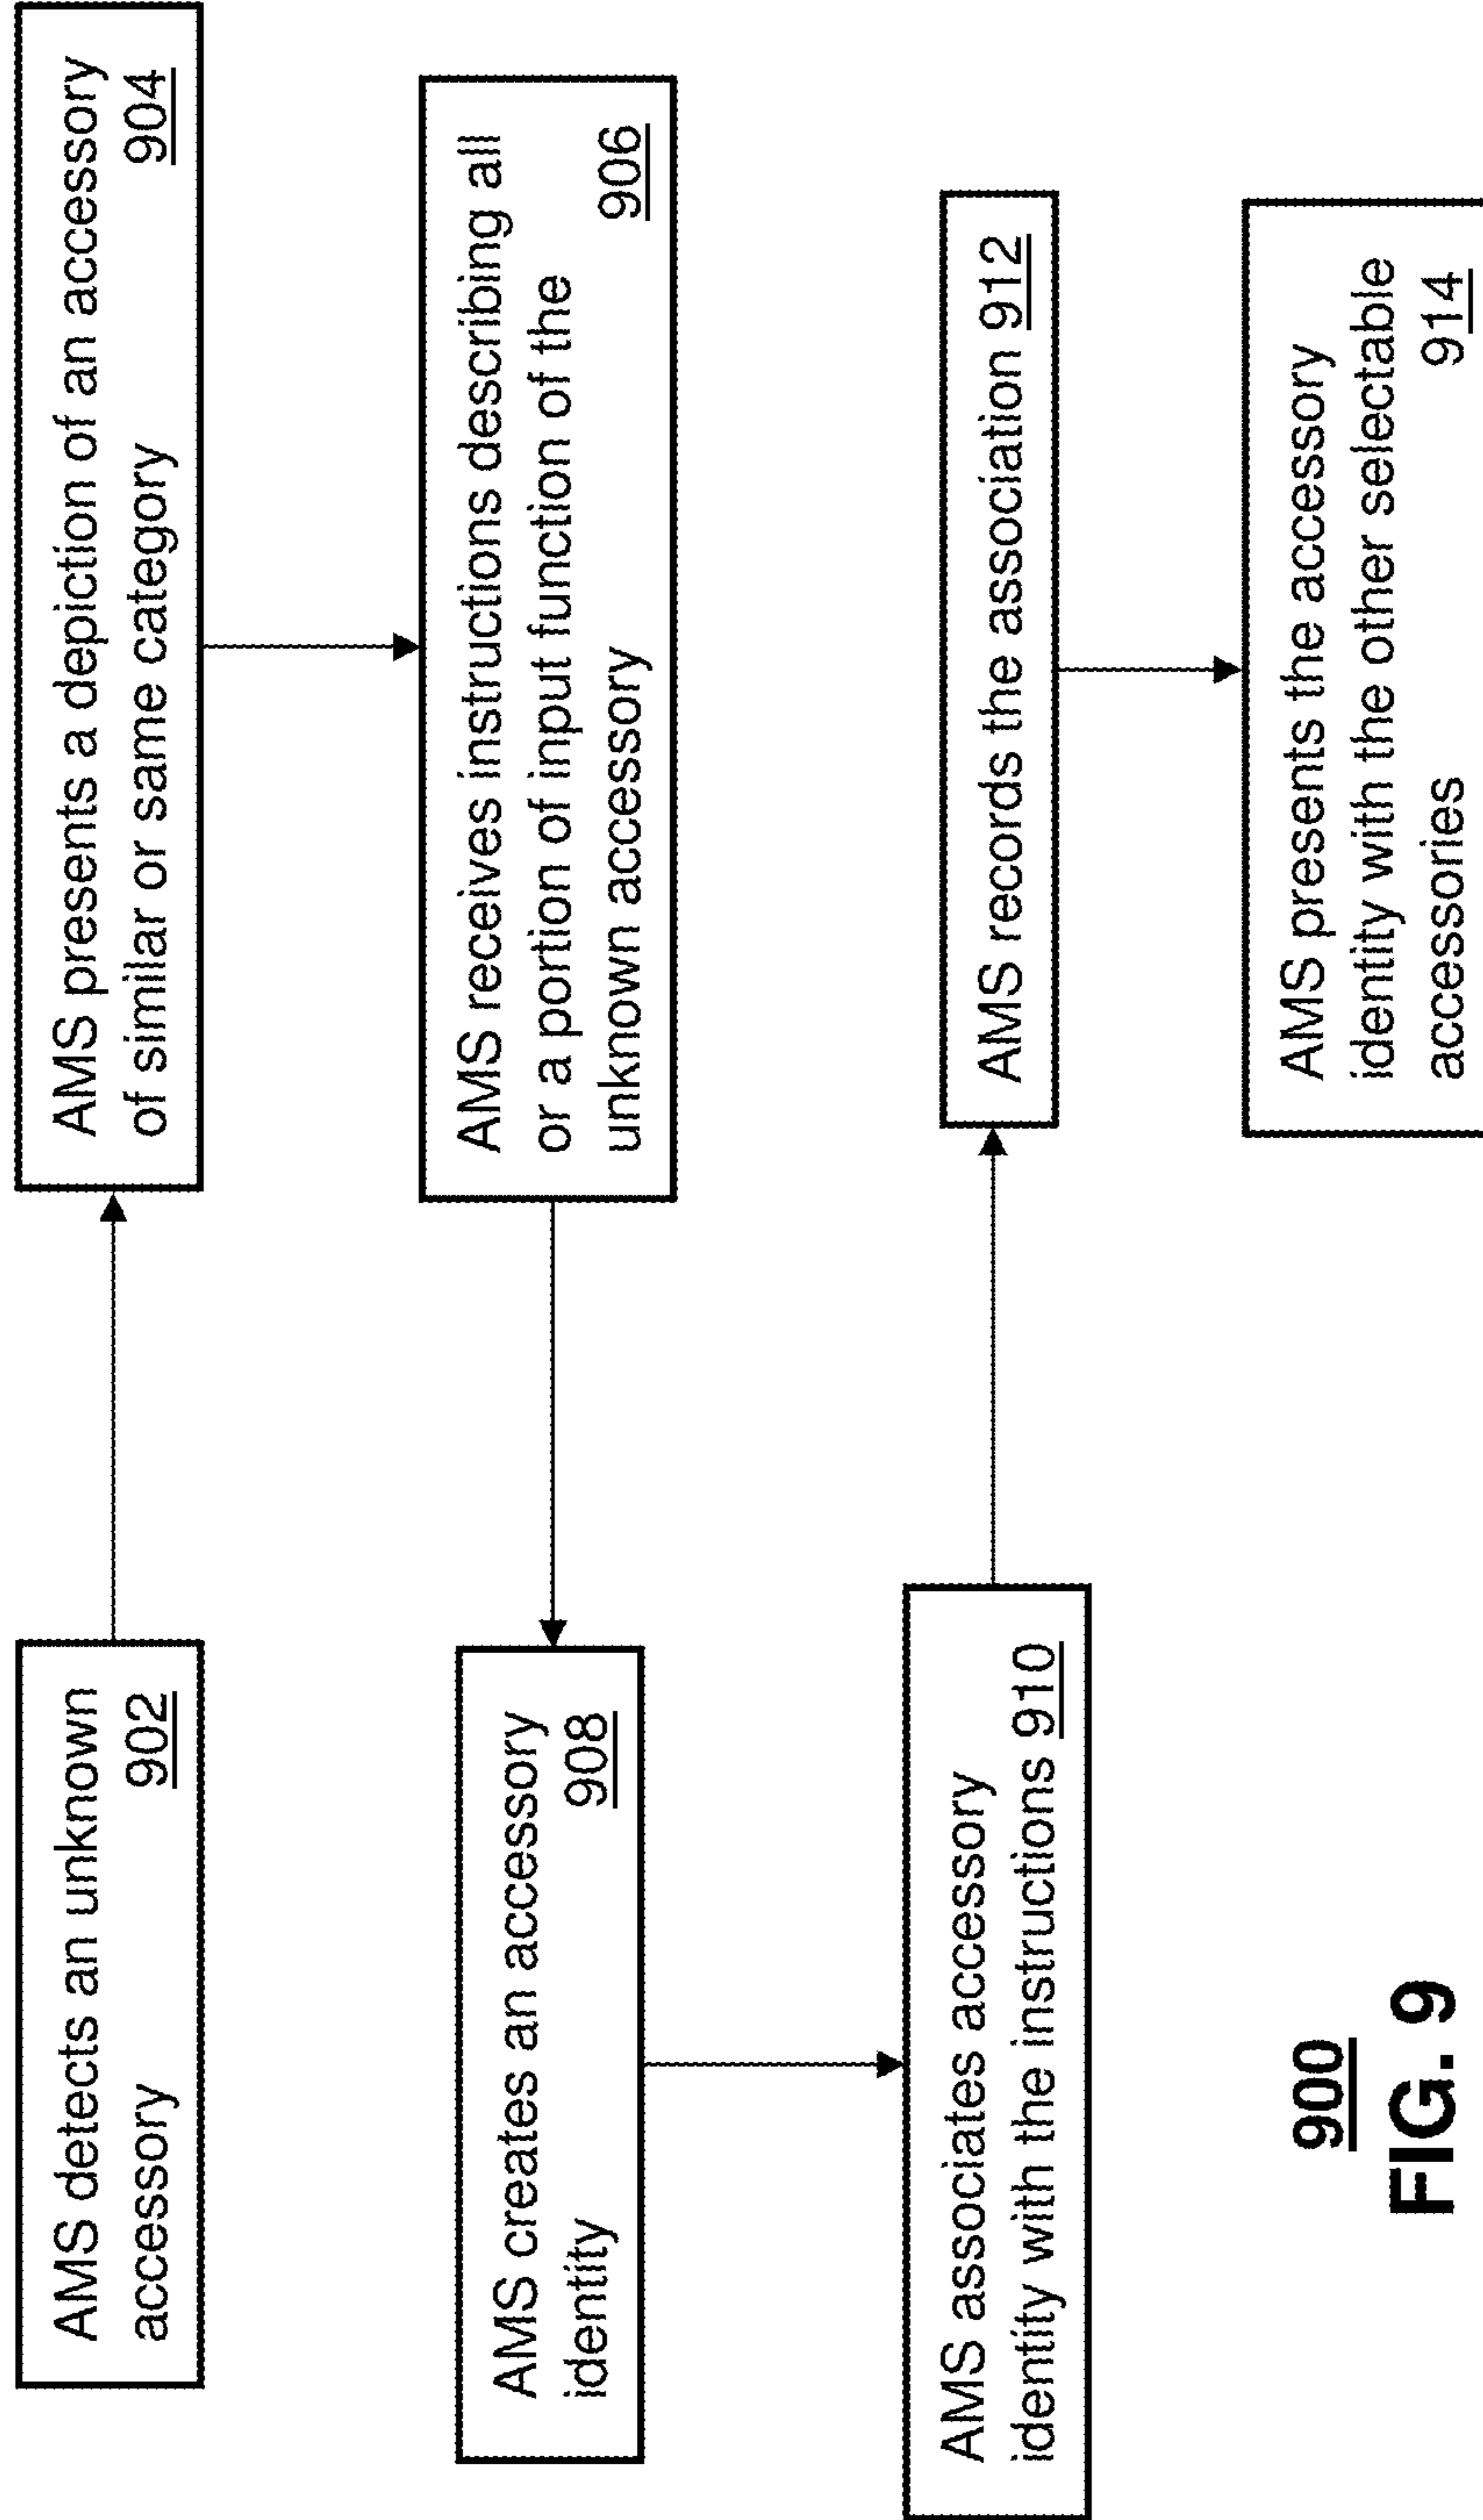 AMS detects an unknown
accessory 902
AMS presents a depiction of an accessory
of similar or same category 904
AMS receives instructions describing all
or a portion of input function of the 906
unknown accessory
AMS creates an accessory
identity 908
AMS associates accessory
identity with the instructions 910
AMS records the association 912
AMS presents the accessory
identity with the other selectable
accessories 914
900
FIG. 9